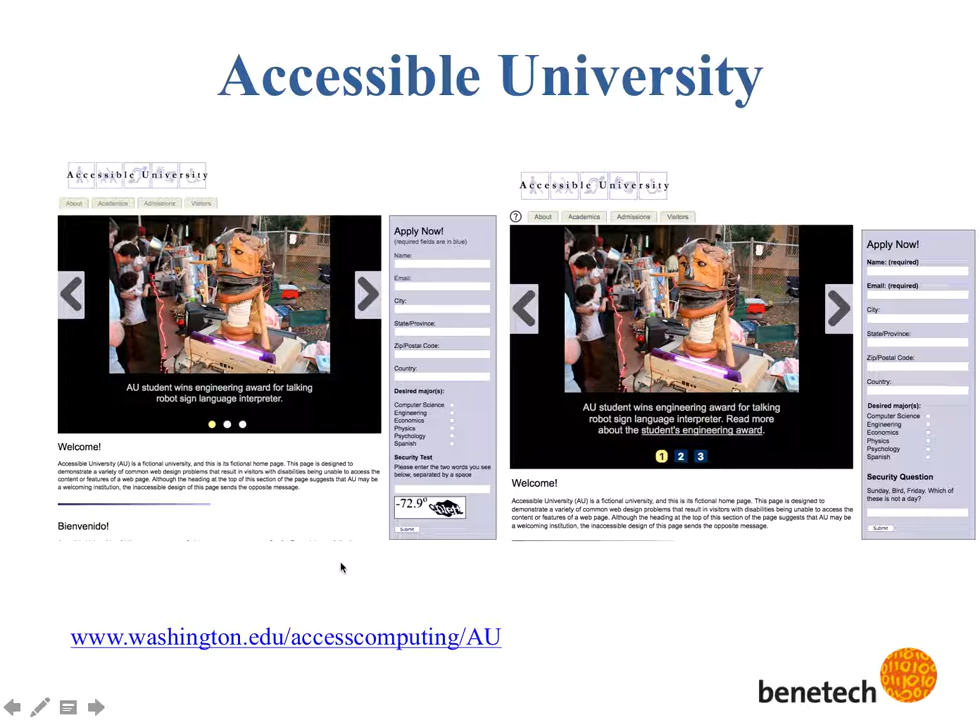 Accessible University
Accessible University
About
Academics
Admissions
Visitors
AU student wins engineering award for talking
robot sign language interpreter.
Welcome!
Accessible University (AU) is a fictional university, and this is its fictional home page. This page is designed to
demonstrate a variety of common web design problems that result in visitors with disabilities being unable to access the
content or features of a web page. Although the heading at the top of this section of the page suggests that AU may be
a welcoming institution, the inaccessible design of this page sends the opposite message.
Bienvenido!
Apply Now!
(required fields are in blue)
Name:
Email:
City:
State/Province:
Zip/Postal Code:
Country:
Desired major(s):
Computer Science
Engineering
Economics
Physics
Psychology
Spanish
Security Test
Please enter the two words you see
below, separated by a space
-72.9º
Submit
Accessible University
?
About
Academics
Admissions
Visitors
AU student wins engineering award for talking
robot sign language interpreter. Read more
about the student's engineering award.
1 2 3
Welcome!
Accessible University (AU) is a fictional university, and this is its fictional home page. This page is designed to
demonstrate a variety of common web design problems that result in visitors with disabilities being unable to access the
content or features of a web page. Although the heading at the top of this section of the page suggests that AU may be
a welcoming institution, the inaccessible design of this page sends the opposite message.
Apply Now!
Name: (required)
Email: (required)
City:
State/Province:
Zip/Postal Code:
Country:
Desired major(s):
Computer Science
Engineering
Economics
Physics
Psychology
Spanish
Security Question
Sunday, Bird, Friday. Which of
these is not a day?
Submit
www.washington.edu/accesscomputing/AU
benetech